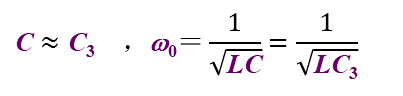 C ≈ C₃ , ω₀ = 1/√LC = 1/√LC₃